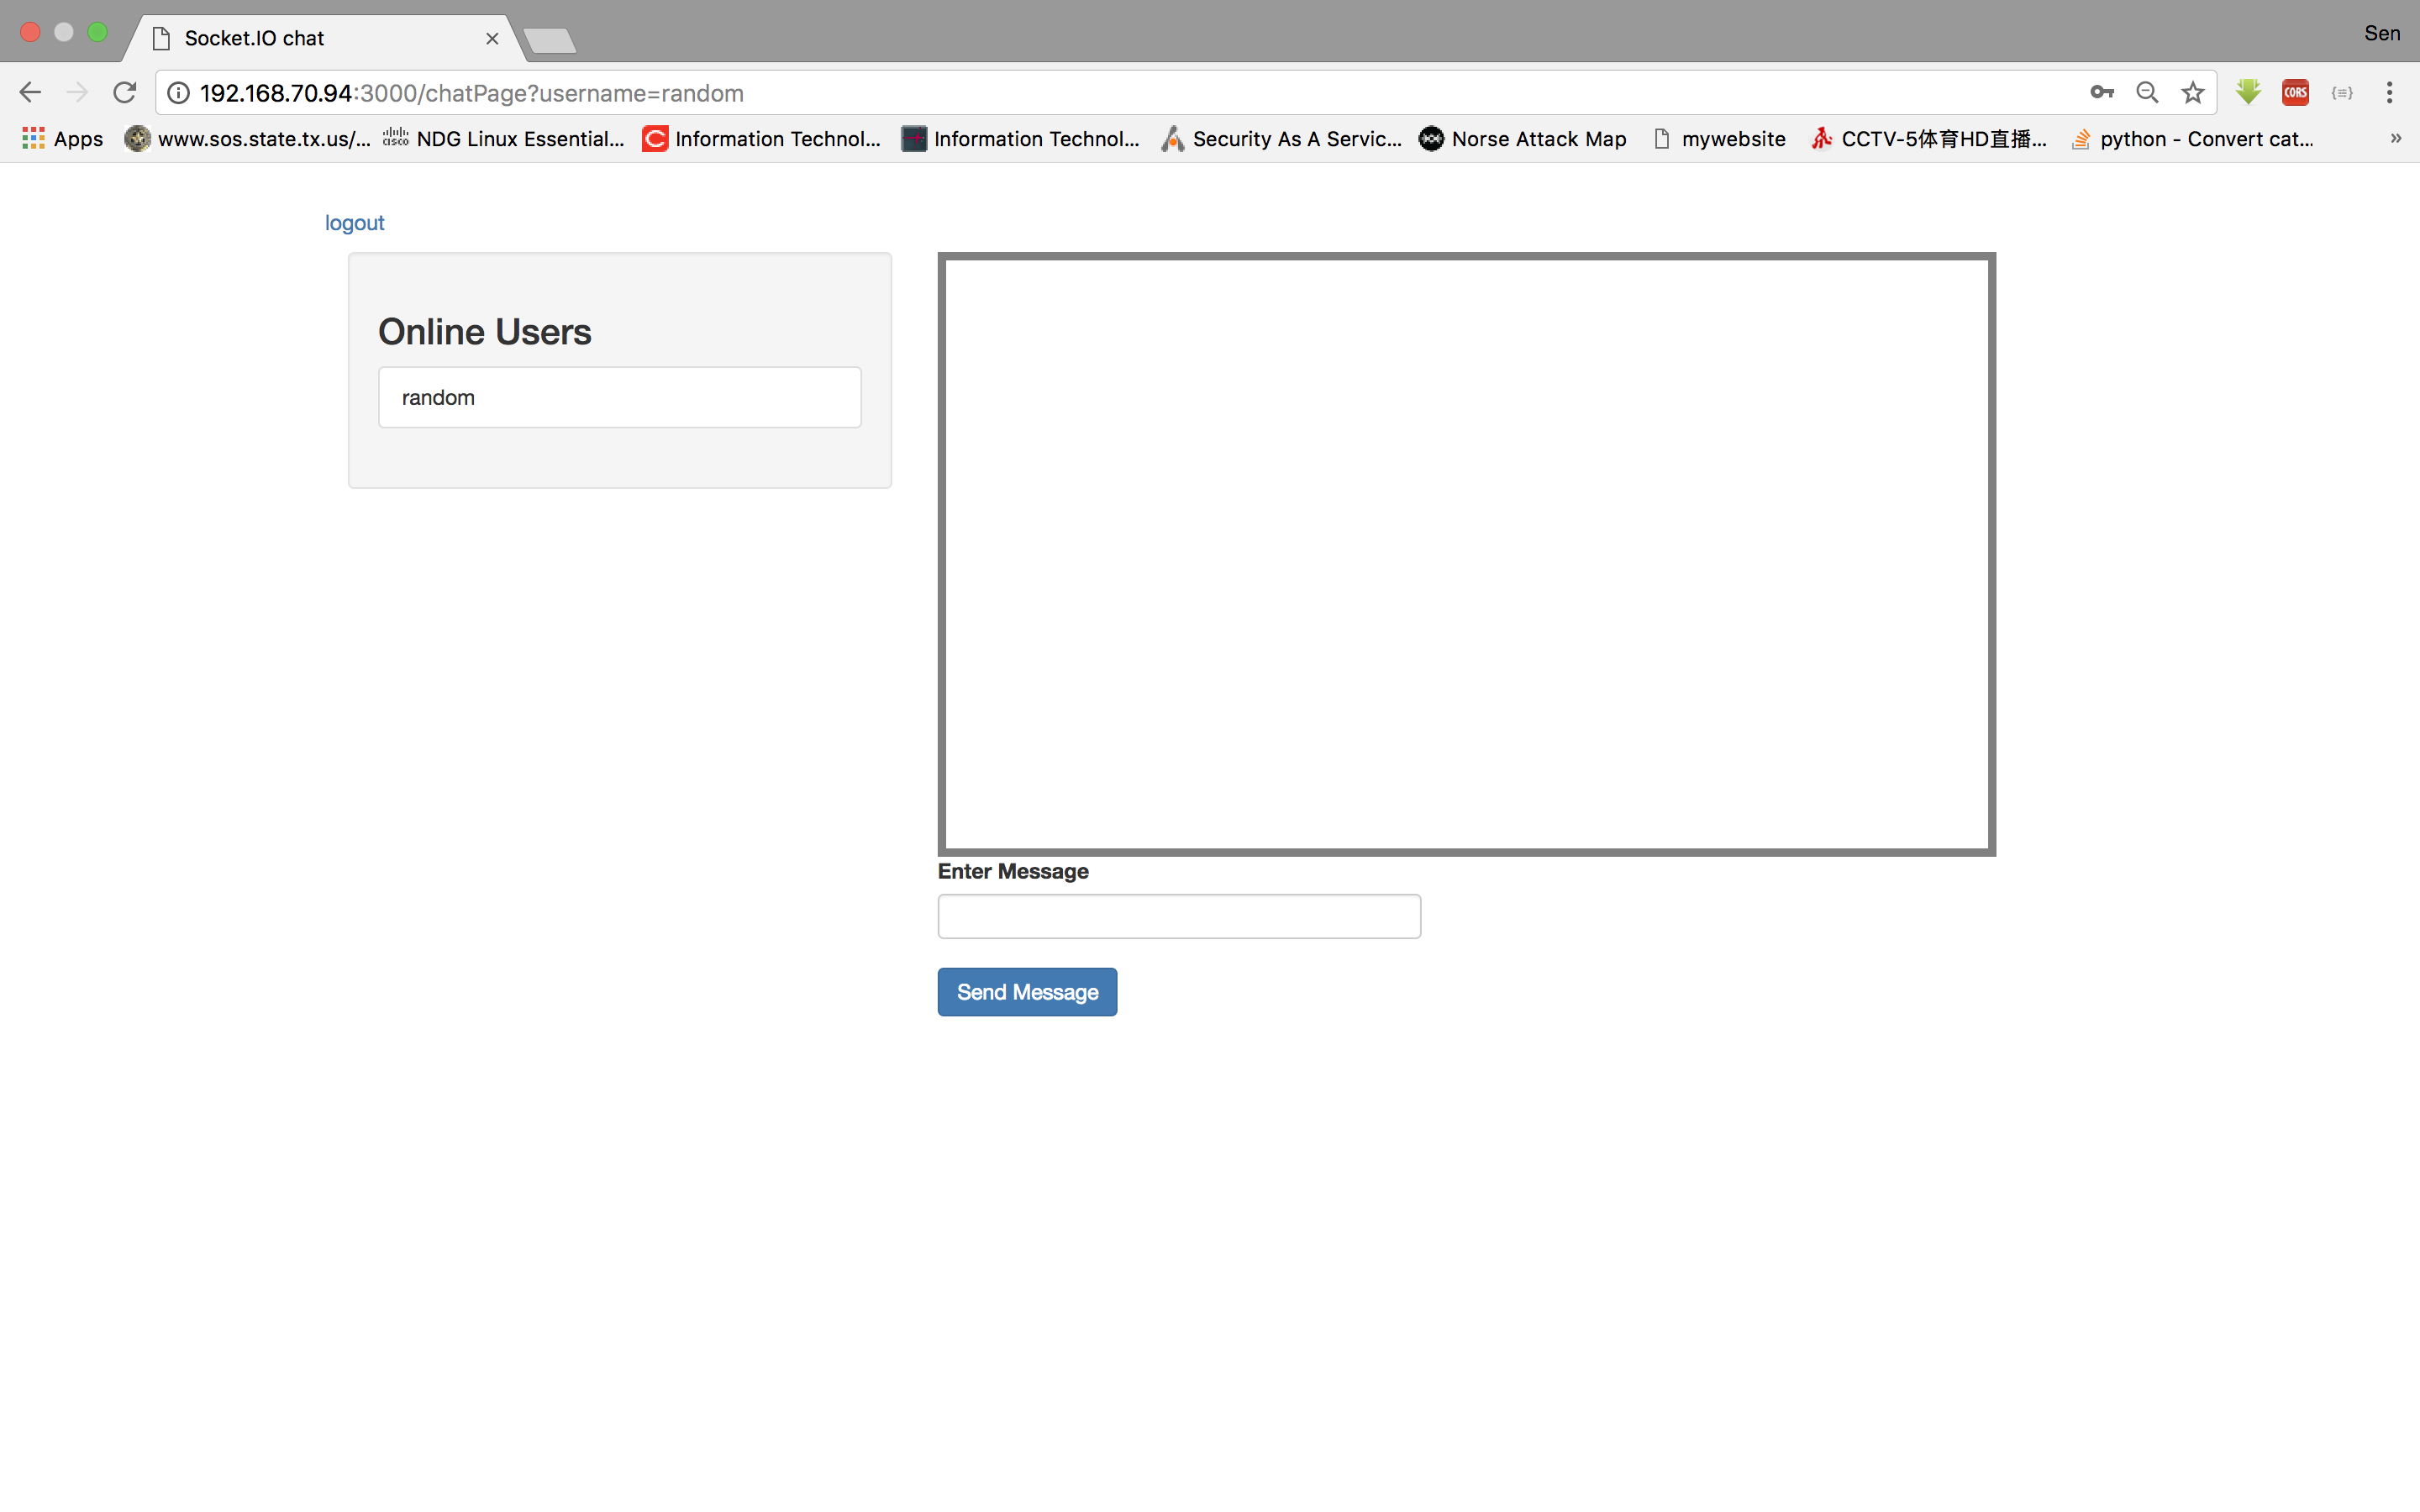 Socket.IO chat
Sen
192.168.70.94:3000/chatPage?username=random
CORS
Apps www.sos.state.tx.us/... cisco NDG Linux Essential... Information Technol... Information Technol... Security As A Servic... Norse Attack Map mywebsite CCTV-5体育HD直播... python - Convert cat... »
logout
Online Users
random
Enter Message
Send Message